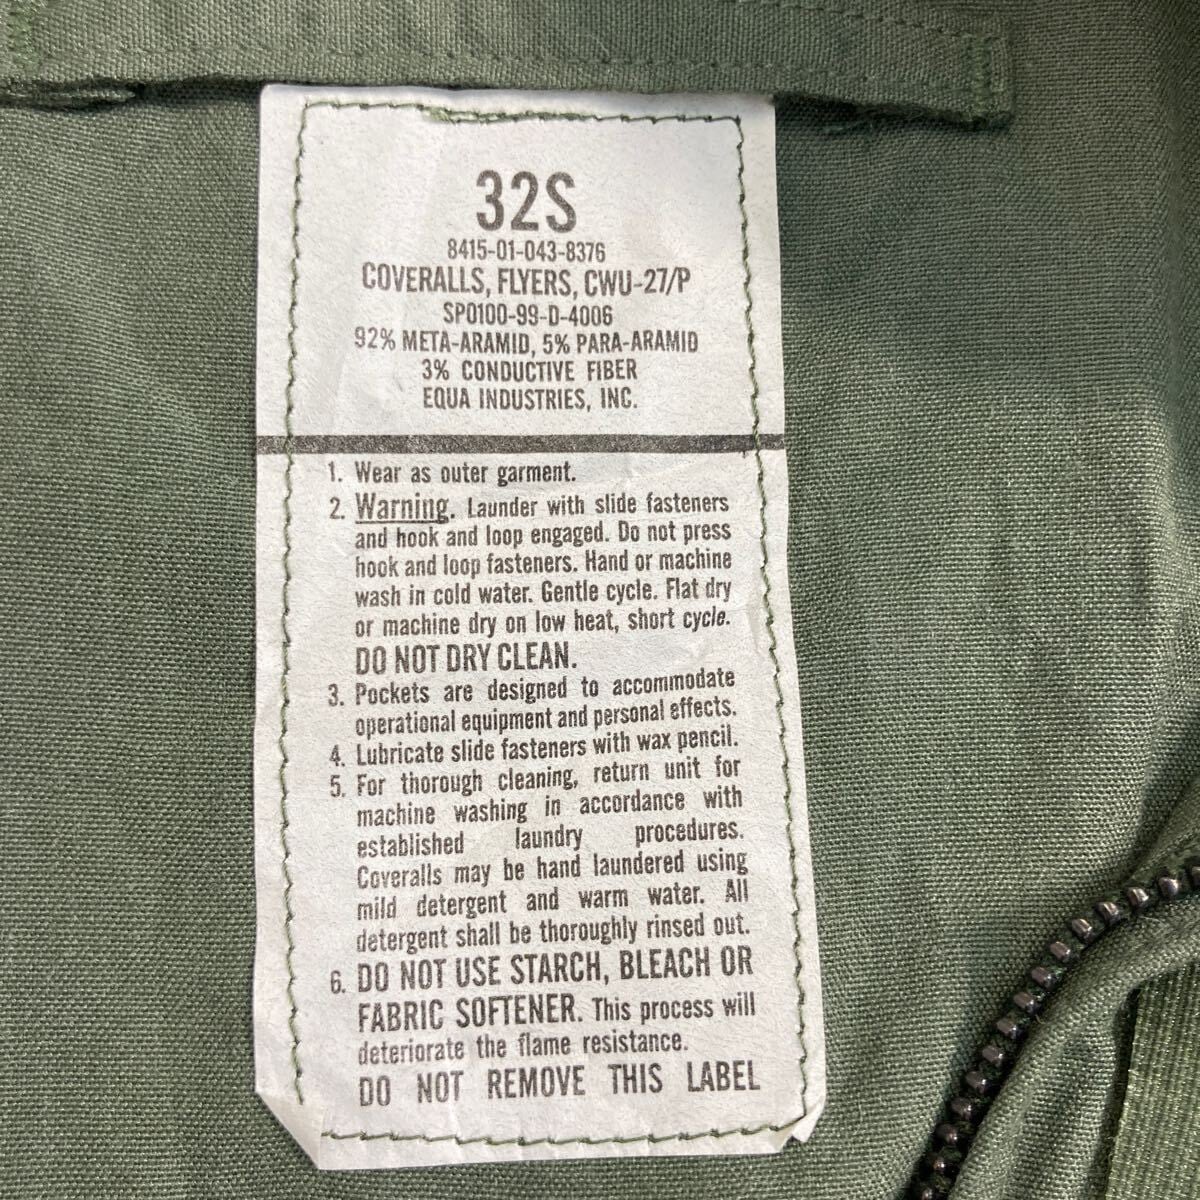 32S
8415-01-043-8376
COVERALLS, FLYERS, CWU-27/P
SP0100-99-D-4006
92% META-ARAMID, 5% PARA-ARAMID
3% CONDUCTIVE FIBER
EQUA INDUSTRIES, INC.
1. Wear as outer garment.
2. Warning. Launder with slide fasteners
and hook and loop engaged. Do not press
hook and loop fasteners. Hand or machine
wash in cold water. Gentle cycle. Flat dry
or machine dry on low heat, short cycle.
DO NOT DRY CLEAN.
3. Pockets are designed to accommodate
operational equipment and personal effects.
4. Lubricate slide fasteners with wax pencil.
5. For thorough cleaning, return unit for
machine washing in accordance with
established laundry procedures.
Coveralls may be hand laundered using
mild detergent and warm water. All
detergent shall be thoroughly rinsed out.
6. DO NOT USE STARCH, BLEACH OR
FABRIC SOFTENER. This process will
deteriorate the flame resistance.
DO NOT REMOVE THIS LABEL